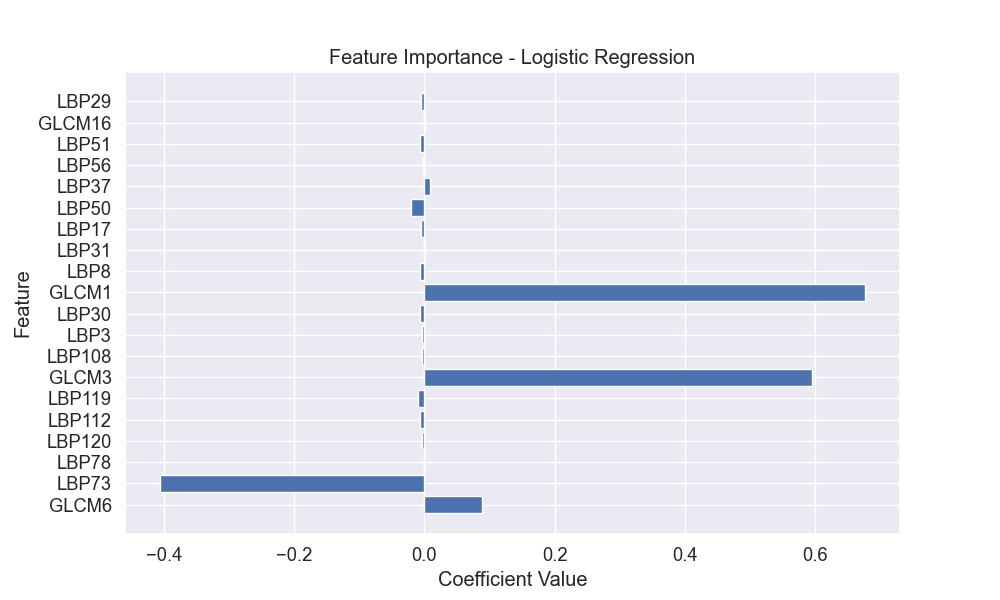 Feature Importance - Logistic Regression
Feature
LBP29
GLCM16
LBP51
LBP56
LBP37
LBP50
LBP17
LBP31
LBP8
GLCM1
LBP30
LBP3
LBP108
GLCM3
LBP119
LBP112
LBP120
LBP78
LBP73
GLCM6
−0.4 −0.2 0.0 0.2 0.4 0.6
Coefficient Value